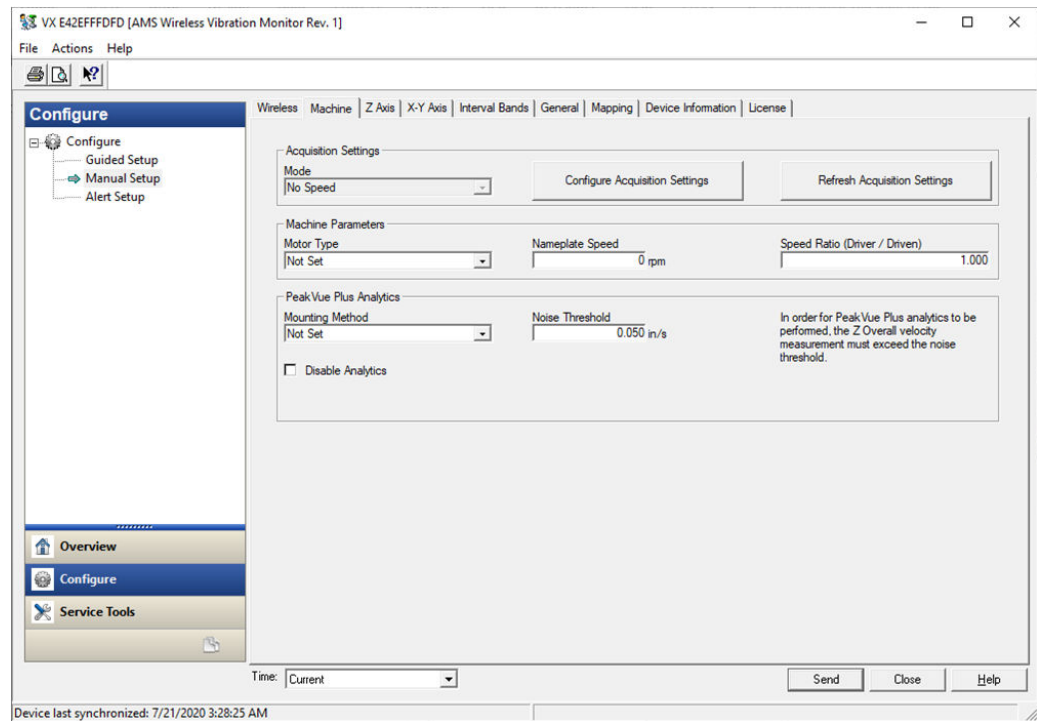 VX E42EFFFDFD [AMS Wireless Vibration Monitor Rev. 1]
File Actions Help
Configure
Configure
Guided Setup
Manual Setup
Alert Setup
Overview
Configure
Service Tools
Wireless Machine Z Axis X-Y Axis Interval Bands General Mapping Device Information License
Acquisition Settings
Mode
No Speed
Configure Acquisition Settings
Refresh Acquisition Settings
Machine Parameters
Motor Type
Not Set
Nameplate Speed
0 rpm
Speed Ratio (Driver / Driven)
1.000
PeakVue Plus Analytics
Mounting Method
Not Set
Noise Threshold
0.050 in/s
In order for PeakVue Plus analytics to be
performed, the Z Overall velocity
measurement must exceed the noise
threshold.
Disable Analytics
Time: Current
Send Close Help
Device last synchronized: 7/21/2020 3:28:25 AM